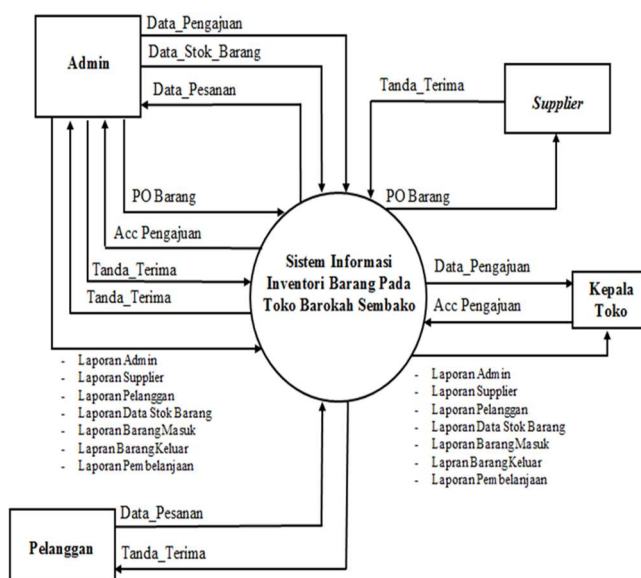 Data_Pengajuan
Data_Stok_Barang
Data_Pesanan
Admin
Tanda_Terima
Supplier
PO Barang
PO Barang
Acc Pengajuan
Tanda_Terima
Tanda_Terima
Sistem Informasi
Inventori Barang Pada
Toko Barokah Sembako
Data_Pengajuan
Acc Pengajuan
Kepala
Toko
- Laporan Admin
- Laporan Supplier
- Laporan Pelanggan
- Laporan Data Stok Barang
- Laporan Barang Masuk
- Lapran Barang Keluar
- Laporan Pembelanjaan
- Laporan Admin
- Laporan Supplier
- Laporan Pelanggan
- Laporan Data Stok Barang
- Laporan Barang Masuk
- Lapran Barang Keluar
- Laporan Pembelanjaan
Data_Pesanan
Pelanggan
Tanda_Terima